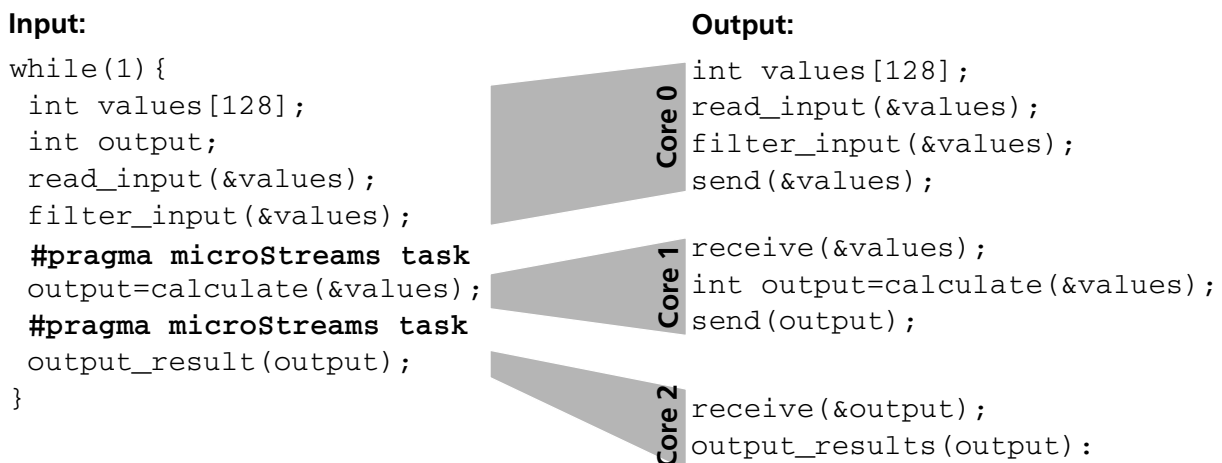 Input:
while(1){
int values[128];
int output;
read_input(&values);
filter_input(&values);
#pragma microStreams task
output=calculate(&values);
#pragma microStreams task
output_result(output);
}
Output:
Core 0
int values[128];
read_input(&values);
filter_input(&values);
send(&values);
Core 1
receive(&values);
int output=calculate(&values);
send(output);
Core 2
receive(&output);
output_results(output):